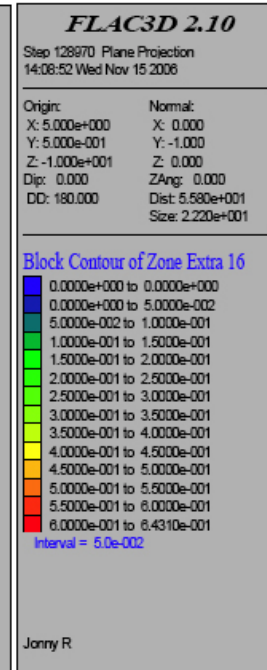 FLAC3D 2.10
Step 128970 Plane Projection
14:08:52 Wed Nov 15 2006
Origin: Normal:
X: 5.000e+000 X: 0.000
Y: 5.000e-001 Y: -1.000
Z: -1.000e+001 Z: 0.000
Dip: 0.000 ZAng: 0.000
DD: 180.000 Dist: 5.580e+001
Size: 2.220e+001
Block Contour of Zone Extra 16
0.0000e+000 to 0.0000e+000
0.0000e+000 to 5.0000e-002
5.0000e-002 to 1.0000e-001
1.0000e-001 to 1.5000e-001
1.5000e-001 to 2.0000e-001
2.0000e-001 to 2.5000e-001
2.5000e-001 to 3.0000e-001
3.0000e-001 to 3.5000e-001
3.5000e-001 to 4.0000e-001
4.0000e-001 to 4.5000e-001
4.5000e-001 to 5.0000e-001
5.0000e-001 to 5.5000e-001
5.5000e-001 to 6.0000e-001
6.0000e-001 to 6.4310e-001
Interval = 5.0e-002
Jonny R